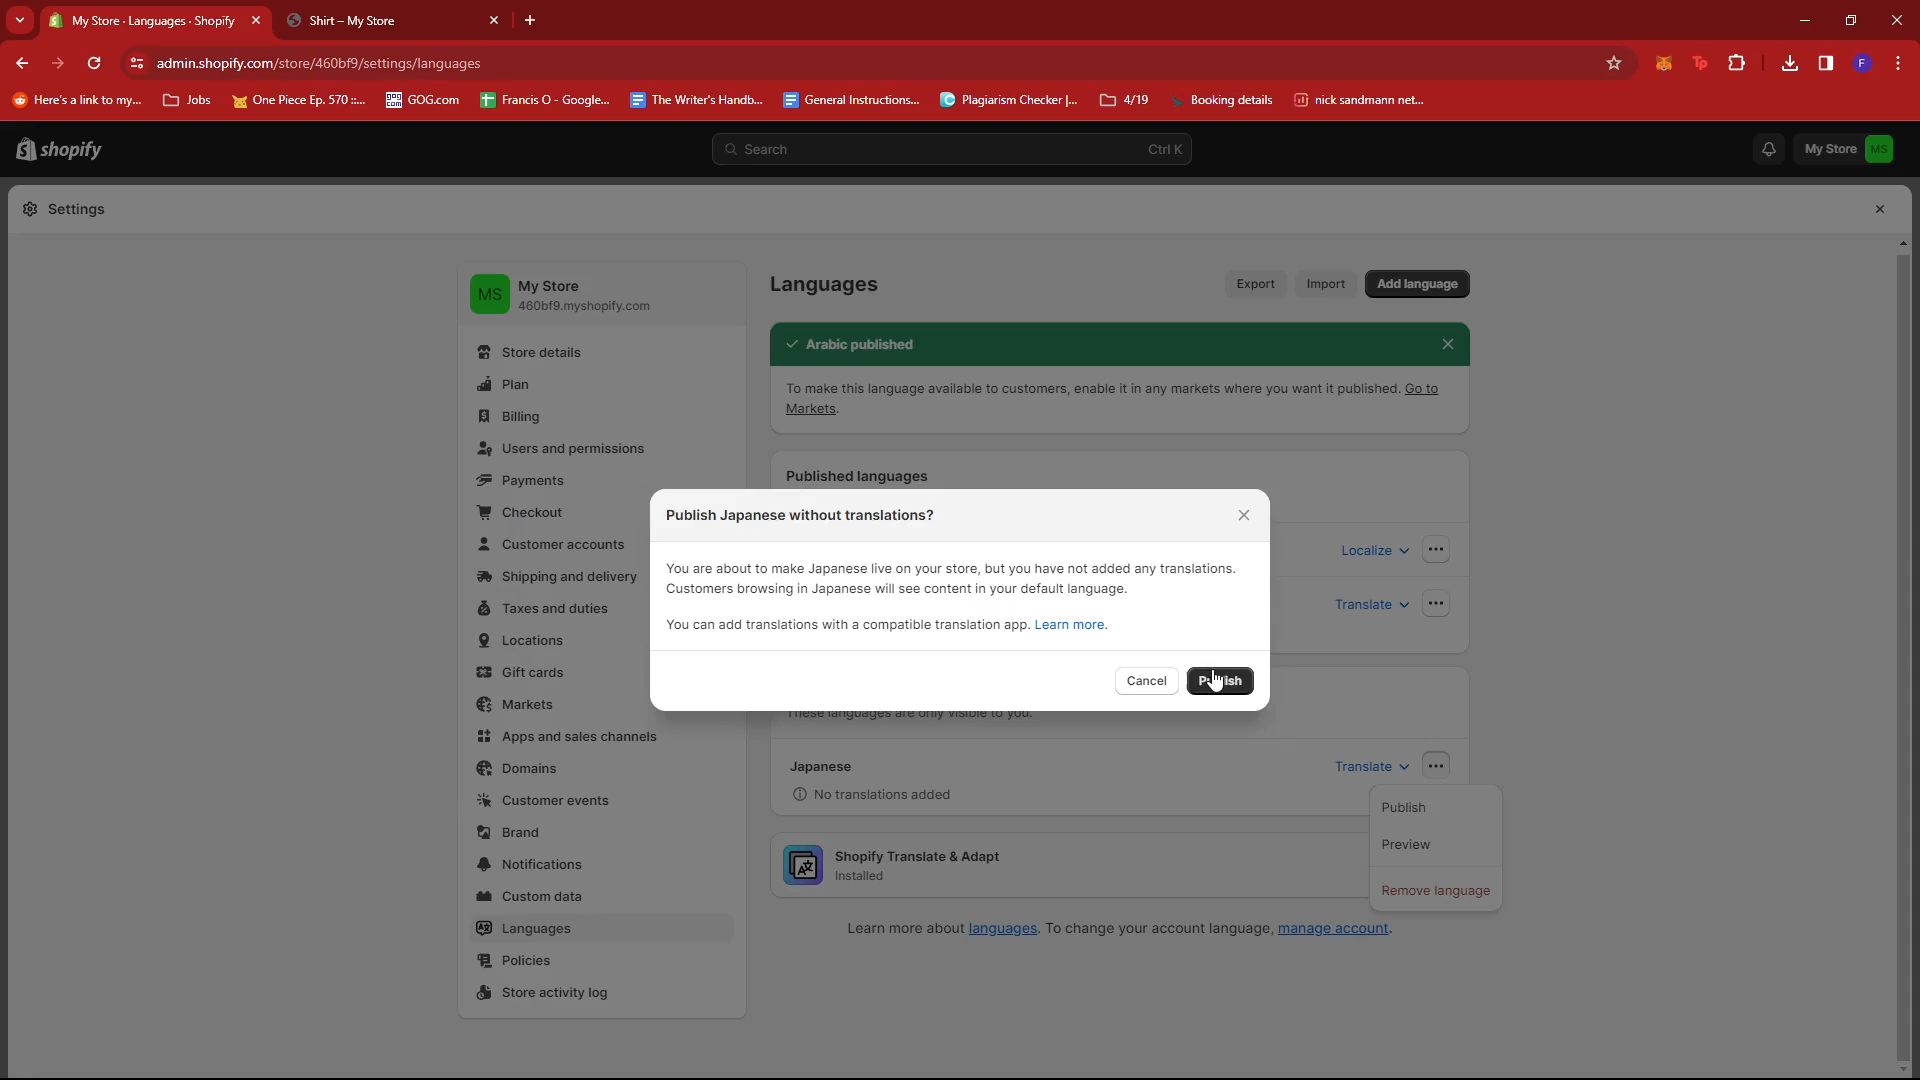 My Store · Languages · Shopify
Shirt – My Store
admin.shopify.com/store/460bf9/settings/languages
Here's a link to my...
Jobs
One Piece Ep. 570 ::...
GOG.com
Francis O - Google...
The Writer's Handb...
General Instructions...
Plagiarism Checker |...
4/19
Booking details
nick sandmann net...
shopify
Search
Ctrl K
My Store
MS
Settings
MS
My Store
460bf9.myshopify.com
Store details
Plan
Billing
Users and permissions
Payments
Checkout
Customer accounts
Shipping and delivery
Taxes and duties
Locations
Gift cards
Markets
Apps and sales channels
Domains
Customer events
Brand
Notifications
Custom data
Languages
Policies
Store activity log
Languages
Export
Import
Add language
Arabic published
To make this language available to customers, enable it in any markets where you want it published. Go to
Markets.
Published languages
Localize
Translate
Publish Japanese without translations?
You are about to make Japanese live on your store, but you have not added any translations.
Customers browsing in Japanese will see content in your default language.
You can add translations with a compatible translation app. Learn more.
Cancel
Publish
These languages are only visible to you.
Japanese
Translate
No translations added
Publish
Preview
Remove language
Shopify Translate & Adapt
Installed
Learn more about languages. To change your account language, manage account.